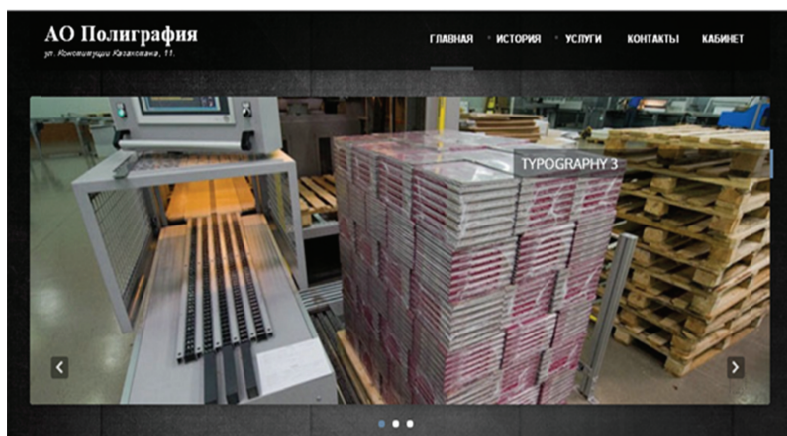 АО Полиграфия
ул. Конституции Казахстана, 11.
ГЛАВНАЯ
ИСТОРИЯ
УСЛУГИ
КОНТАКТЫ
КАБИНЕТ
TYPOGRAPHY 3